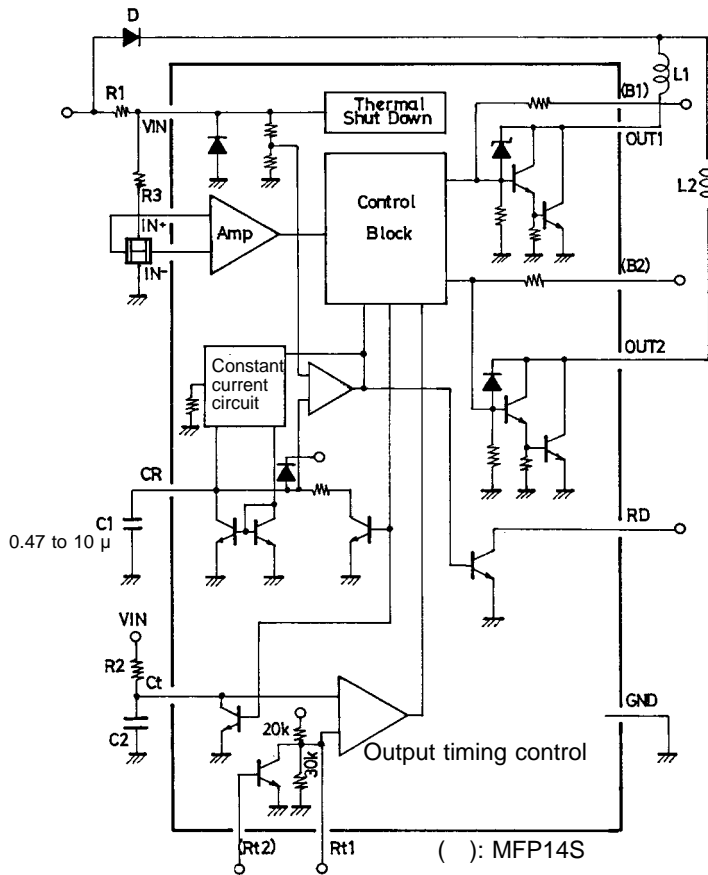 D
L1
R1
(B1)
VIN
Thermal
Shut Down
OUT1
L2
R3
IN+
IN-
Amp
Control
Block
(B2)
OUT2
Constant
current
circuit
CR
C1
0.47 to 10 μ
RD
VIN
R2
Ct
C2
GND
20k
30k
Output timing control
(Rt2)
Rt1
( ): MFP14S